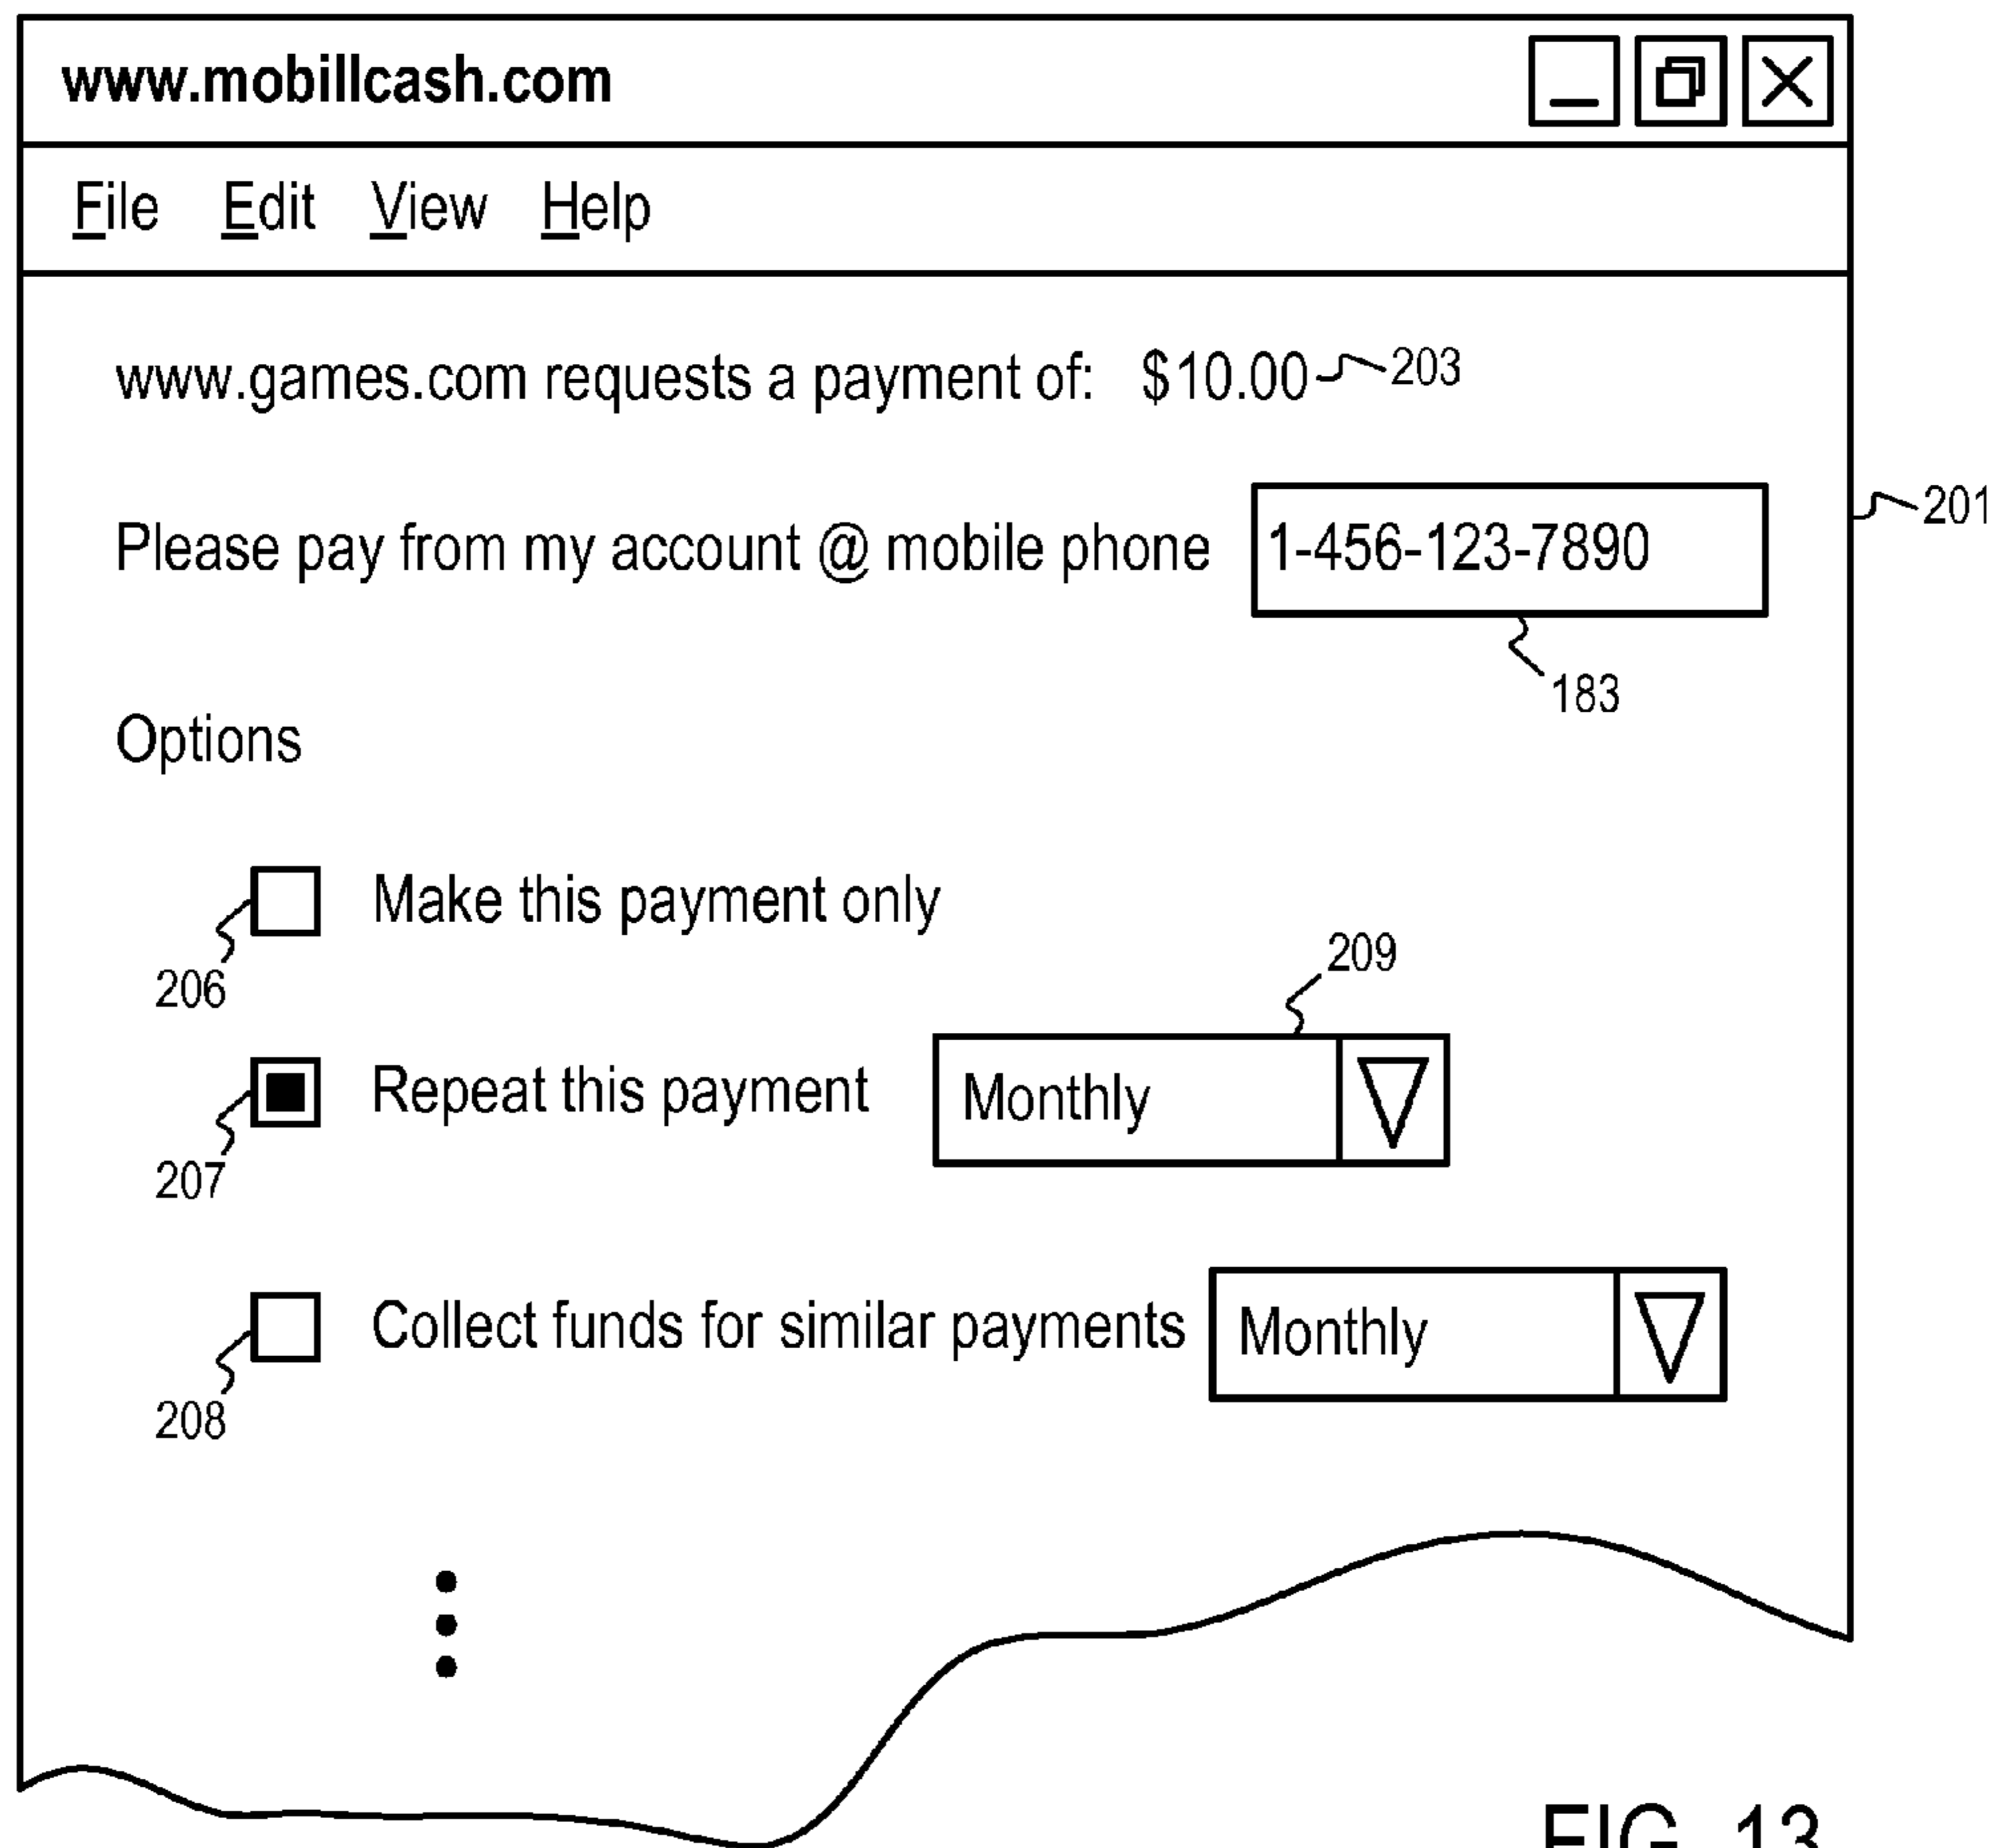 www.mobillcash.com
File Edit View Help
www.games.com requests a payment of: $10.00 203
201
Please pay from my account @ mobile phone 1-456-123-7890
183
Options
Make this payment only
206
209
Repeat this payment Monthly
207
Collect funds for similar payments Monthly
208
FIG. 13